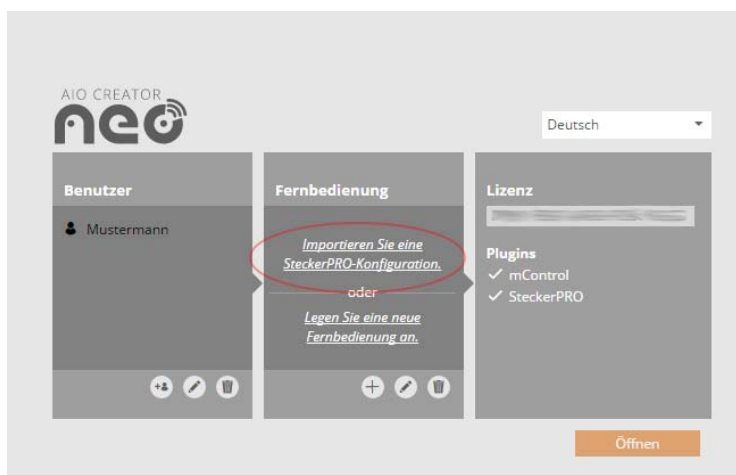 AIO CREATOR
neo
Deutsch
Benutzer
Mustermann
Fernbedienung
Importieren Sie eine
SteckerPRO-Konfiguration.
oder
Legen Sie eine neue
Fernbedienung an.
Lizenz
Plugins
mControl
SteckerPRO
Öffnen